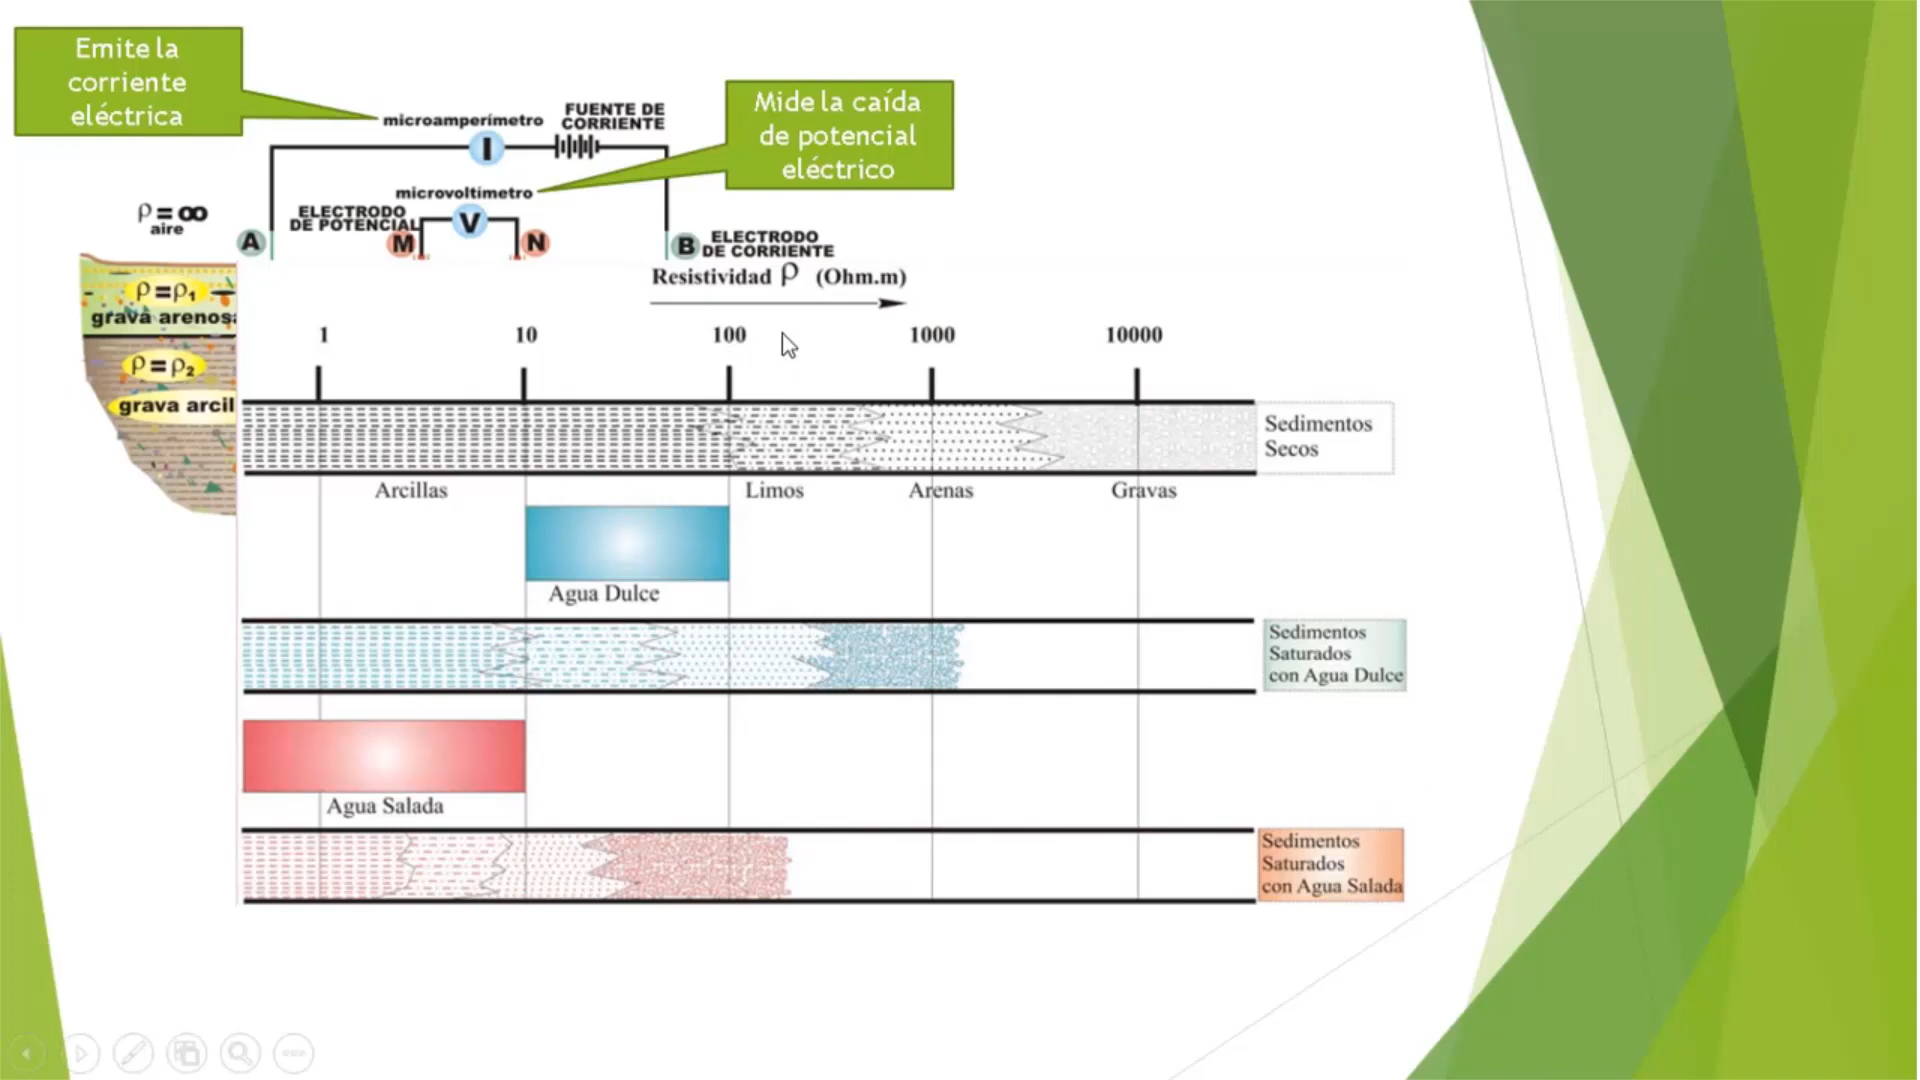 Emite la
corriente
eléctrica
Mide la caída
de potencial
eléctrico
microamperímetro
FUENTE DE
CORRIENTE
I
microvoltímetro
ELECTRODO
DE POTENCIAL
V
ρ = ∞
aire
A
M
N
B
ELECTRODO
DE CORRIENTE
Resistividad ρ (Ohm.m)
ρ = ρ1
grava arenos
ρ = ρ2
grava arcil
1 10 100 1000 10000
Sedimentos
Secos
Arcillas Limos Arenas Gravas
Agua Dulce
Sedimentos
Saturados
con Agua Dulce
Agua Salada
Sedimentos
Saturados
con Agua Salada